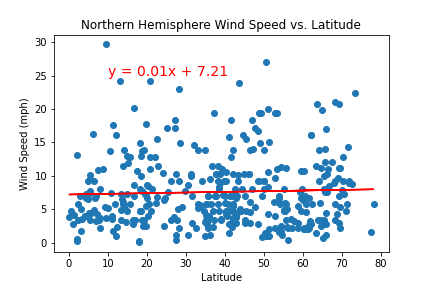 Northern Hemisphere Wind Speed vs. Latitude
30
y = 0.01x + 7.21
25
20
15
10
5
0
Wind Speed (mph)
0 10 20 30 40 50 60 70 80
Latitude